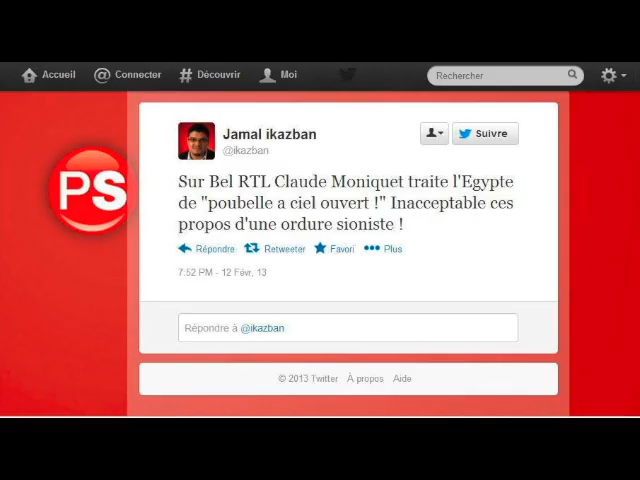 Accueil @ Connecter # Découvrir Moi Rechercher
Jamal ikazban
@ikazban
Suivre
PS
Sur Bel RTL Claude Moniquet traite l'Egypte
de "poubelle a ciel ouvert !" Inacceptable ces
propos d'une ordure sioniste !
Répondre Retweeter Favori Plus
7:52 PM - 12 Févr, 13
Répondre à @ikazban
© 2013 Twitter À propos Aide